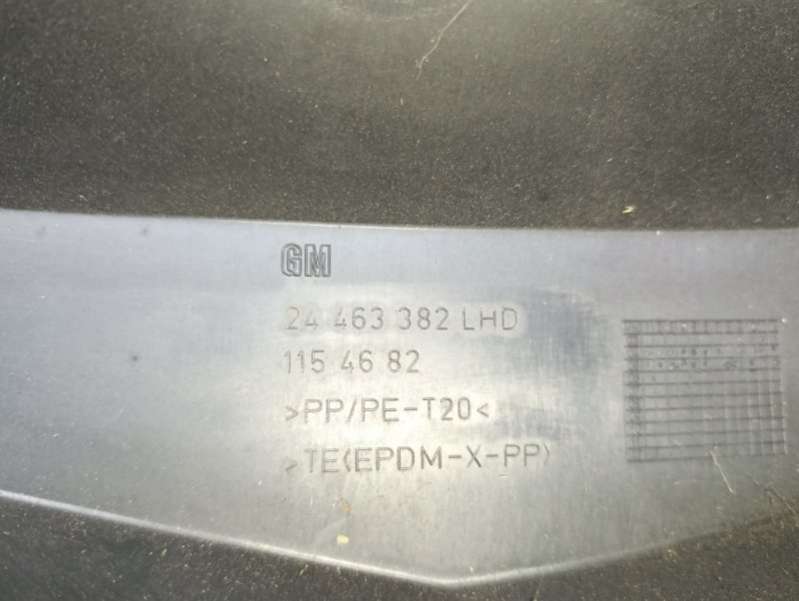 GM
24 463 382 LHD
115 46 82
>PP/PE-T20<
>TE(EPDM-X-PP)